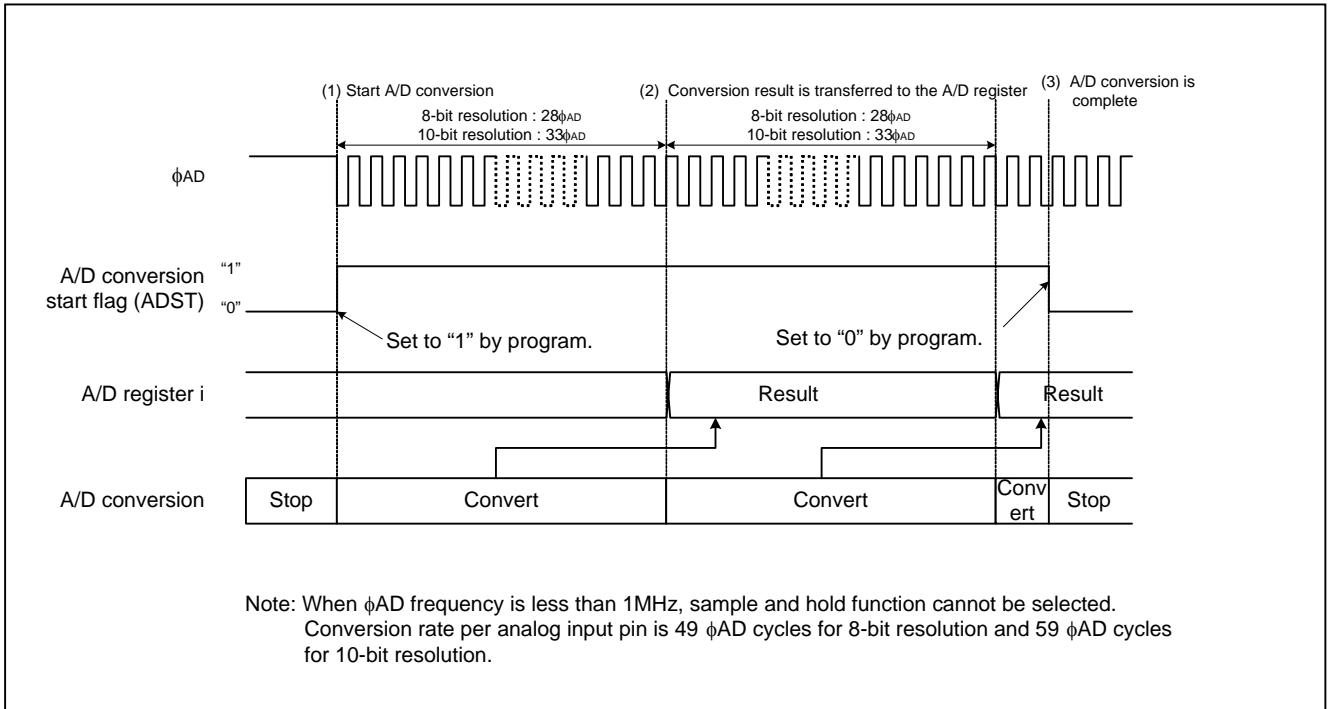 (1) Start A/D conversion
(2) Conversion result is transferred to the A/D register
(3) A/D conversion is
complete
8-bit resolution : 28ϕAD
10-bit resolution : 33ϕAD
8-bit resolution : 28ϕAD
10-bit resolution : 33ϕAD
ϕAD
A/D conversion
start flag (ADST)
“1”
“0”
Set to “1” by program.
Set to “0” by program.
A/D register i
Result
Result
A/D conversion
Stop
Convert
Convert
Conv
ert
Stop
Note: When ϕAD frequency is less than 1MHz, sample and hold function cannot be selected.
Conversion rate per analog input pin is 49 ϕAD cycles for 8-bit resolution and 59 ϕAD cycles
for 10-bit resolution.